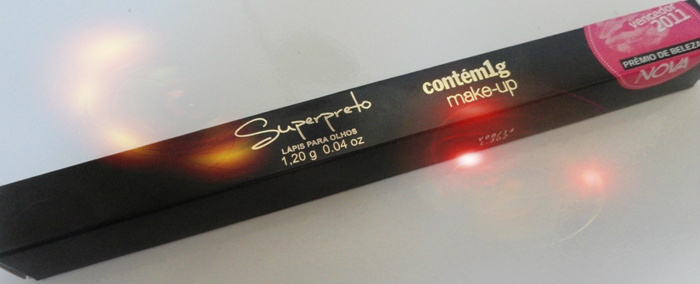 Superpreto
LÁPIS PARA OLHOS
1,20 g 0.04 oz
contém1g
make-up
vencedor
2011
PRÊMIO DE BELEZA
NOVA